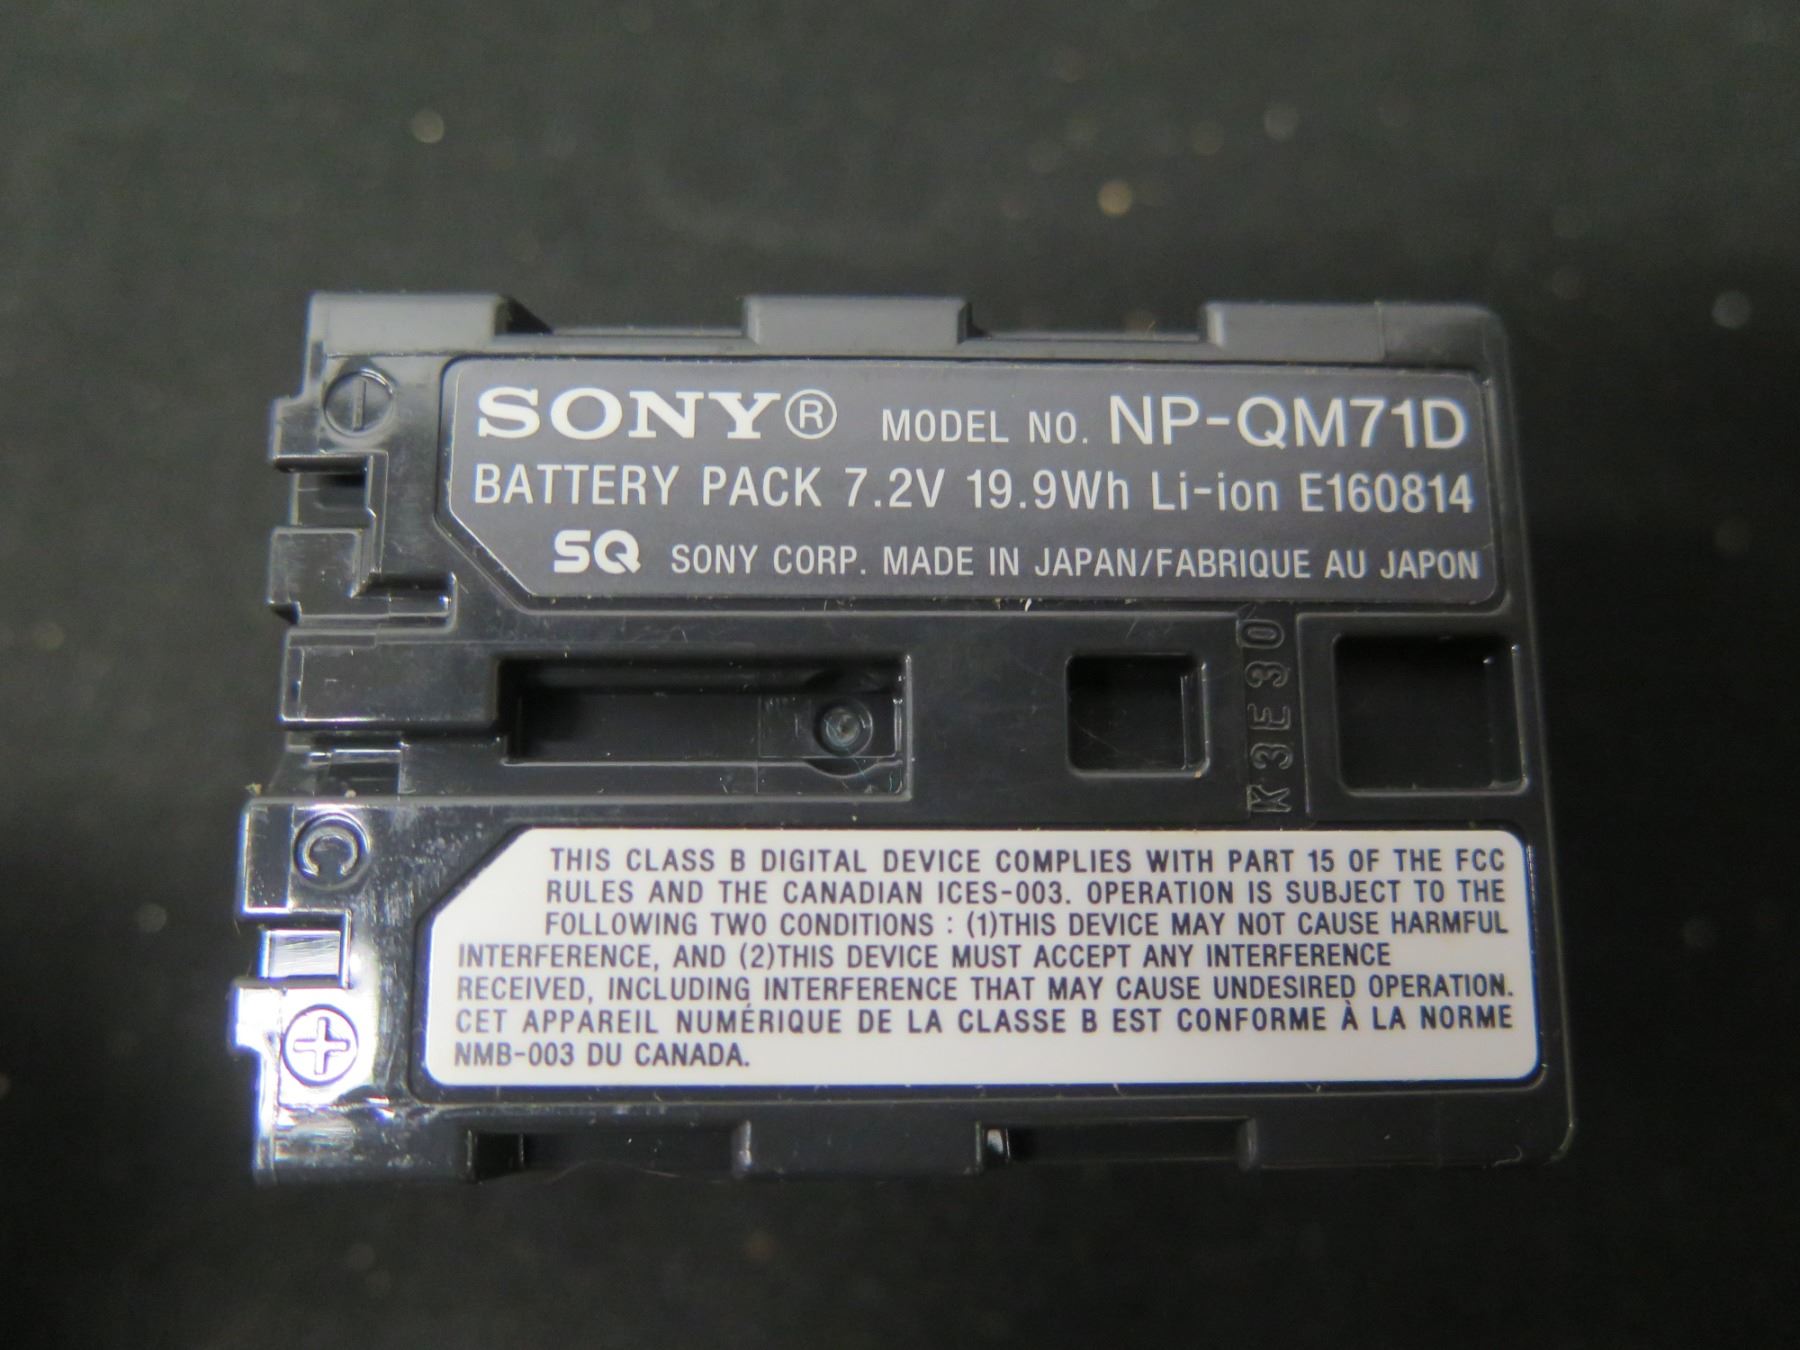 SONY® MODEL NO. NP-QM71D
BATTERY PACK 7.2V 19.9Wh Li-ion E160814
SQ SONY CORP. MADE IN JAPAN/FABRIQUE AU JAPON
K3E30
C
THIS CLASS B DIGITAL DEVICE COMPLIES WITH PART 15 OF THE FCC
RULES AND THE CANADIAN ICES-003. OPERATION IS SUBJECT TO THE
FOLLOWING TWO CONDITIONS : (1)THIS DEVICE MAY NOT CAUSE HARMFUL
INTERFERENCE, AND (2)THIS DEVICE MUST ACCEPT ANY INTERFERENCE
RECEIVED, INCLUDING INTERFERENCE THAT MAY CAUSE UNDESIRED OPERATION.
CET APPAREIL NUMÉRIQUE DE LA CLASSE B EST CONFORME À LA NORME
NMB-003 DU CANADA.